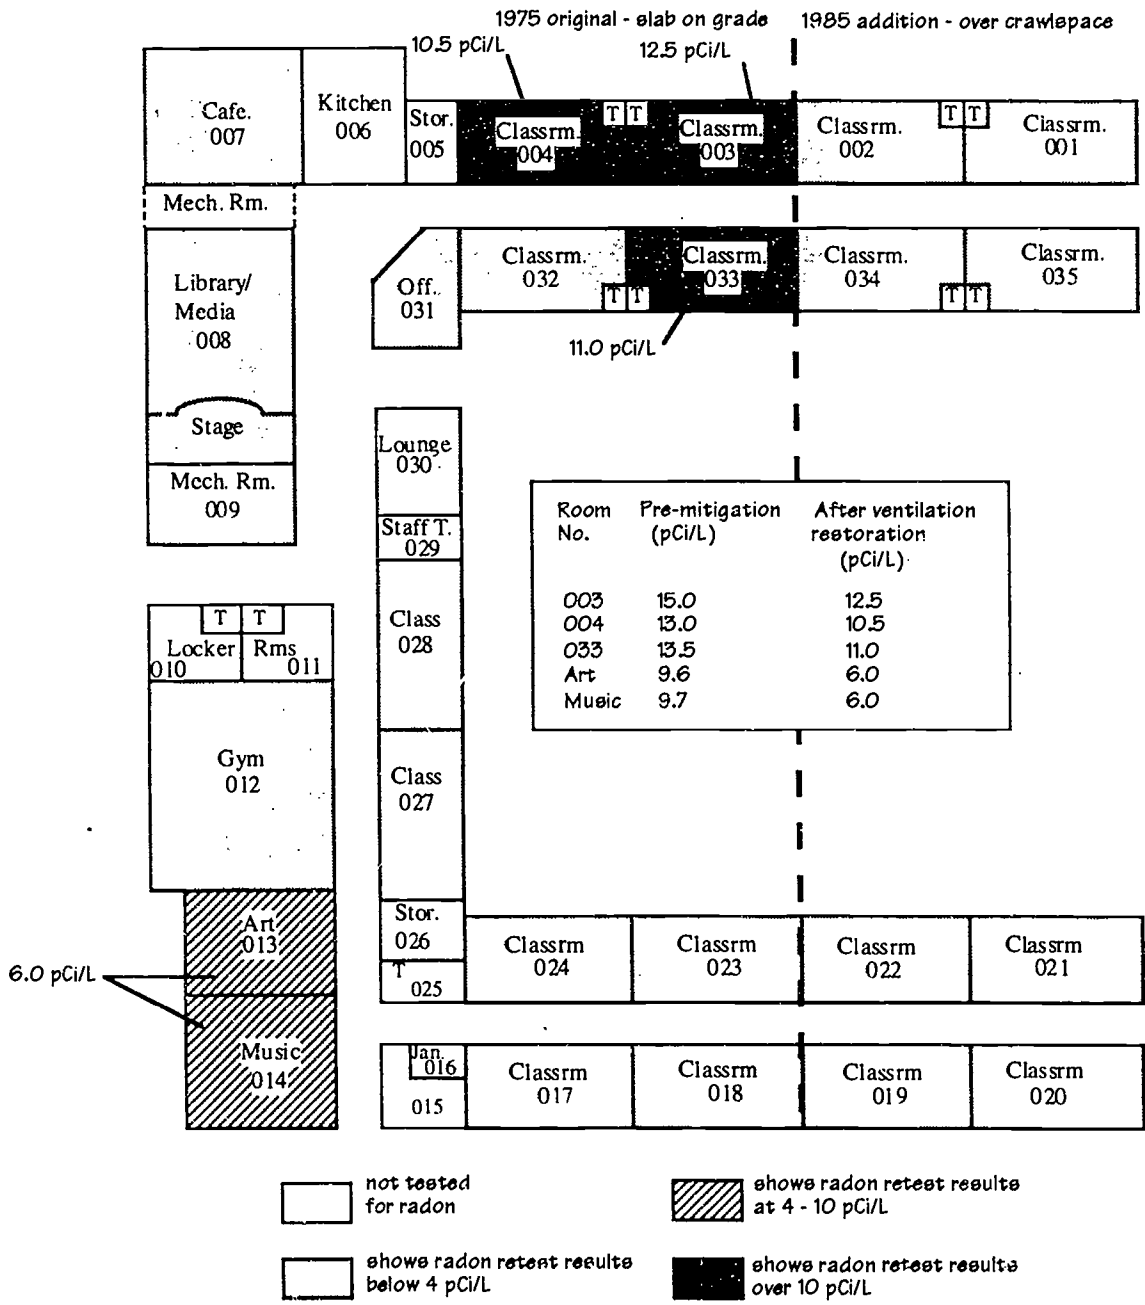 1975 original - slab on grade
1985 addition - over crawlspace
10.5 pCi/L
12.5 pCi/L
Cafe.
007
Kitchen
006
Stor.
005
Classrm.
004
T T
Classrm.
003
Classrm.
002
T T
Classrm.
001
Mech. Rm.
Library/
Media
008
Stage
Mech. Rm.
009
Off.
031
Classrm.
032
T T
Classrm.
033
Classrm.
034
T T
Classrm.
035
11.0 pCi/L
Lounge
030
Staff T.
029
Class
028
Class
027
Stor.
026
T
025
Room No. Pre-mitigation (pCi/L) After ventilation restoration (pCi/L)
003 15.0 12.5
004 13.0 10.5
033 13.5 11.0
Art 9.6 6.0
Music 9.7 6.0
T T
Locker Rms
010 011
Gym
012
Art
013
6.0 pCi/L
Music
014
Classrm
024
Classrm
023
Classrm
022
Classrm
021
Jan.
016
015
Classrm
017
Classrm
018
Classrm
019
Classrm
020
not tested
for radon
shows radon retest results
at 4 - 10 pCi/L
shows radon retest results
below 4 pCi/L
shows radon retest results
over 10 pCi/L